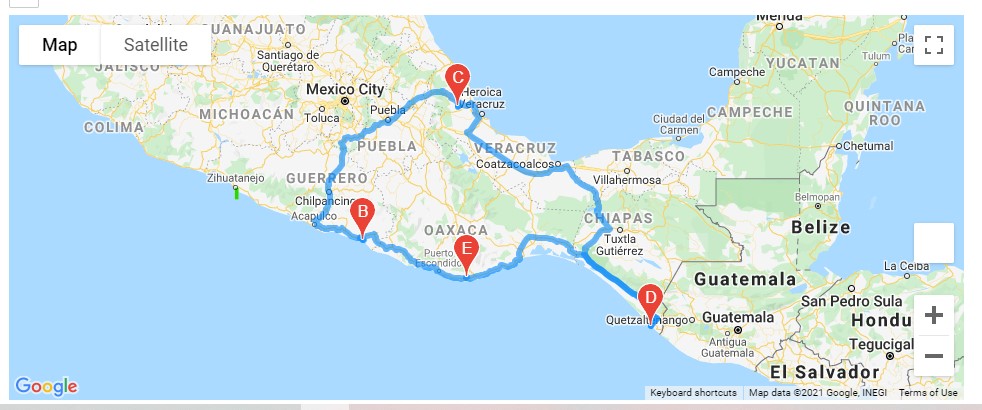 Map
Satellite
GUANAJUATO
Mérida
JALISCO
Santiago de
Querétaro
Tulum
YUCATAN
Campeche
Mexico City
C
Heroica
Veracruz
Toluca
Puebla
MICHOACÁN
COLIMA
CAMPECHE
QUINTANA
ROO
Ciudad del
Carmen
PUEBLA
VERACRUZ
Chetumal
TABASCO
Coatzacoalcos
Villahermosa
Zihuatanejo
GUERRERO
Chilpancingo
Belmopan
Acapulco
B
CHIAPAS
Belize
OAXACA
Tuxtla
Gutiérrez
E
Puerto
Escondido
La Ceiba
Guatemala
D
San Pedro Sula
Quetzaltenango
Guatemala
Hondu
Antigua
Guatemala
Tegucigal
El Salvador
Google
Keyboard shortcuts
Map data ©2021 Google, INEGI
Terms of Use